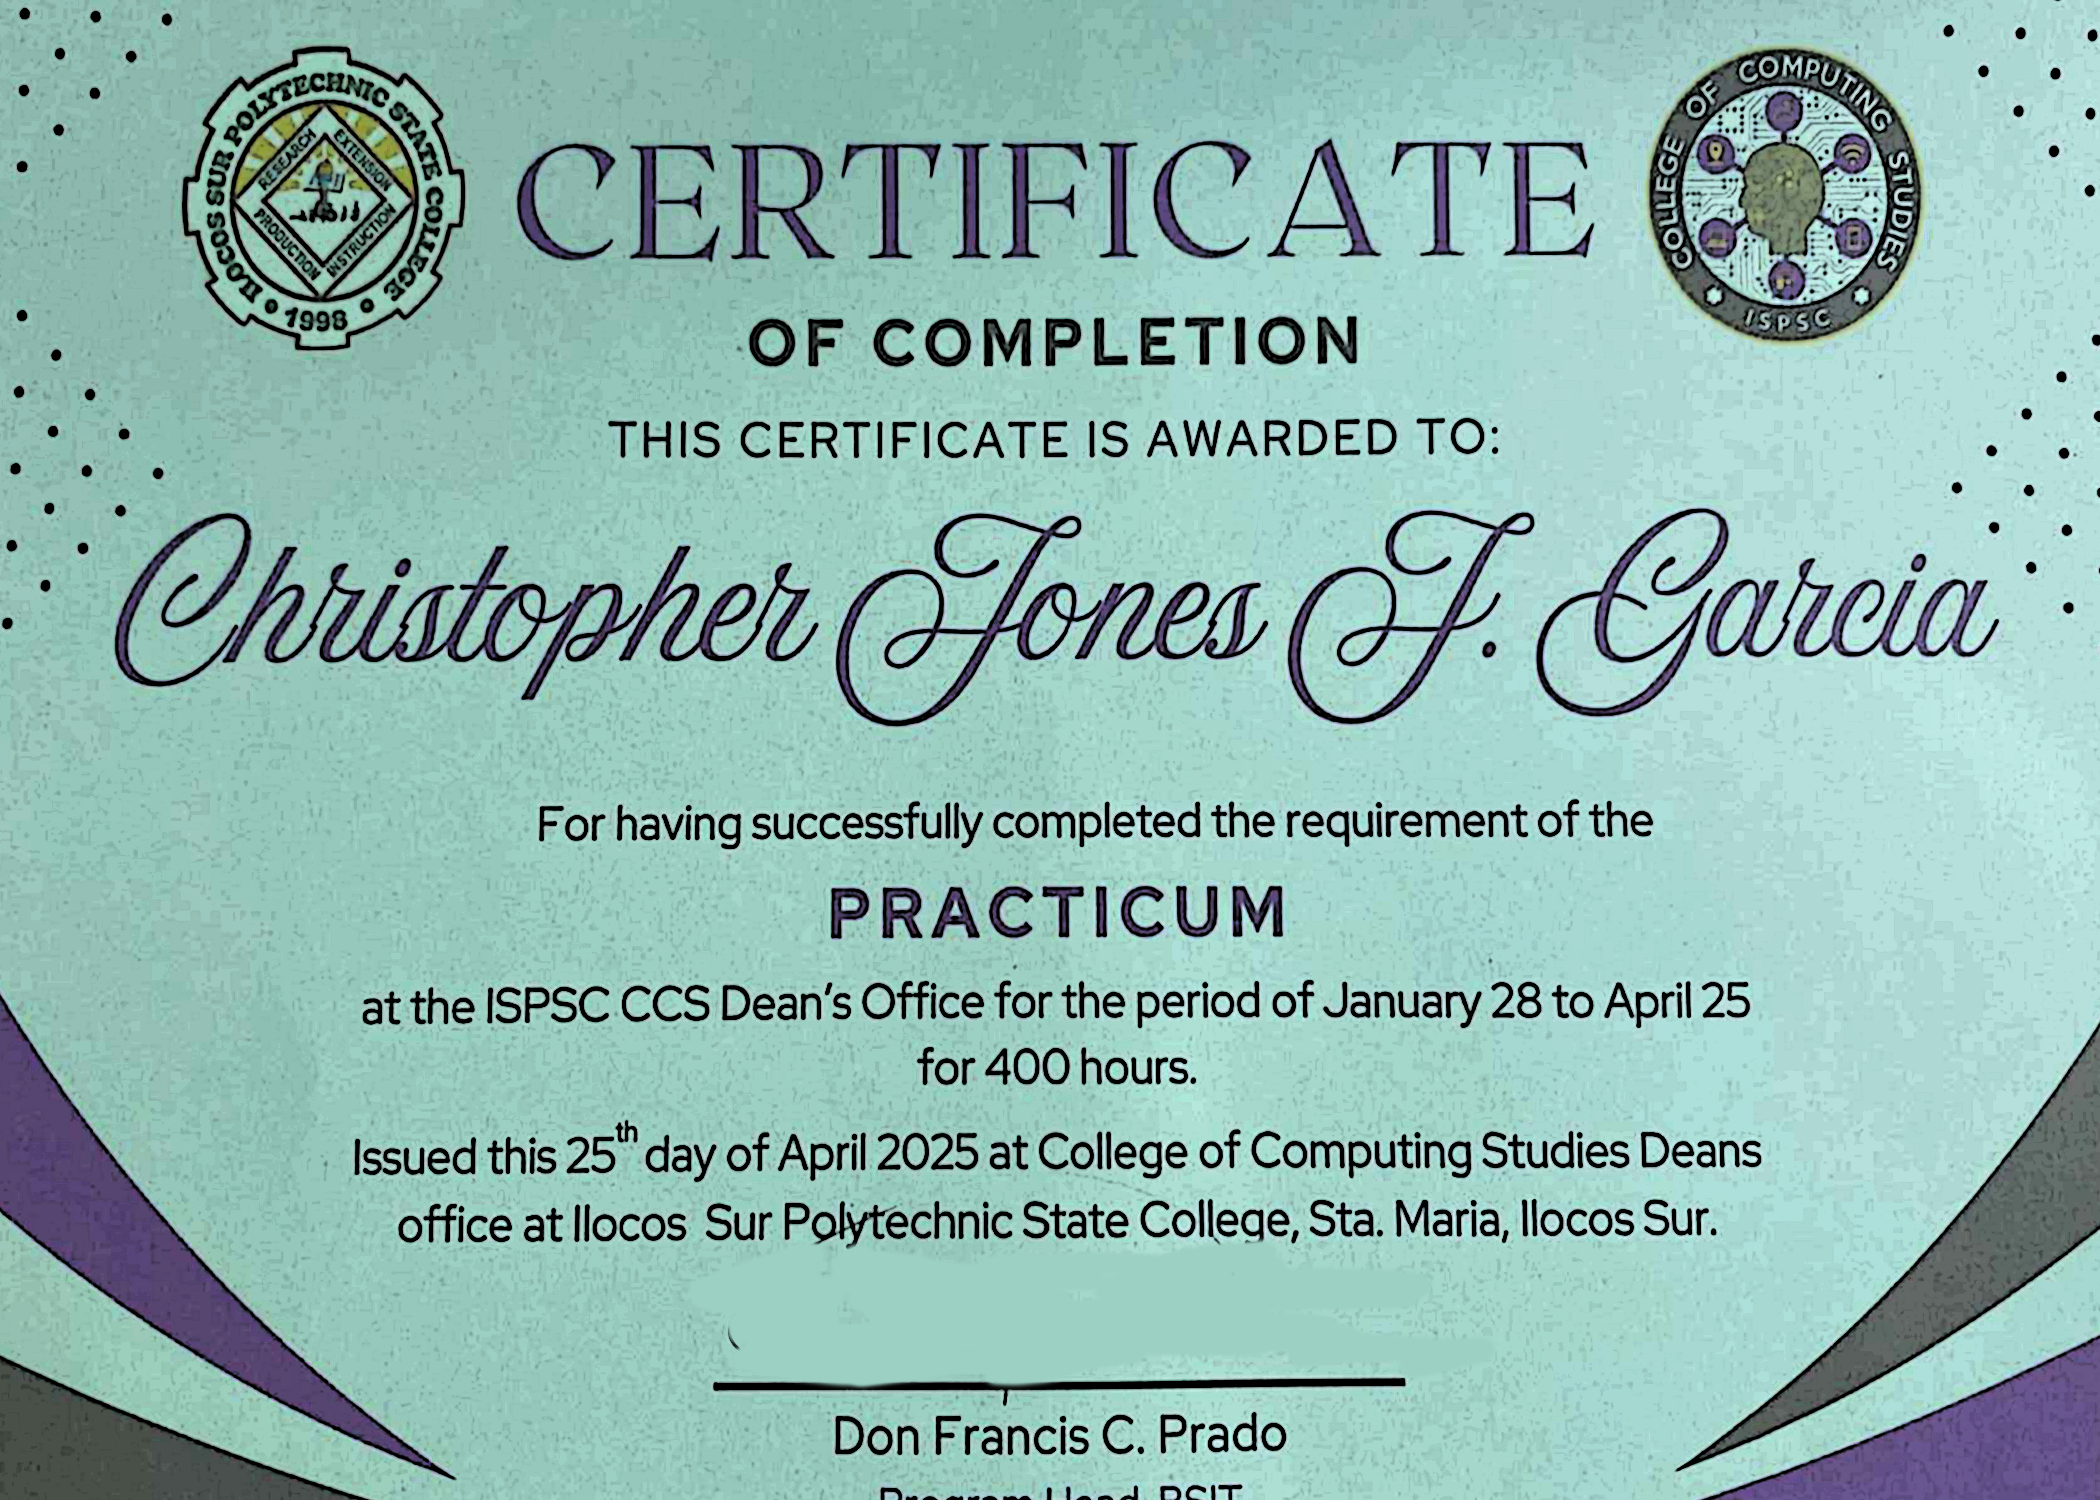 ILOCOS SUR POLYTECHNIC STATE COLLEGE
RESEARCH
EXTENSION
PRODUCTION
INSTRUCTION
1998
COLLEGE OF COMPUTING STUDIES
ISPSC
CERTIFICATE
OF COMPLETION
THIS CERTIFICATE IS AWARDED TO:
Christopher Jones J. Garcia
For having successfully completed the requirement of the
PRACTICUM
at the ISPSC CCS Dean's Office for the period of January 28 to April 25
for 400 hours.
Issued this 25th day of April 2025 at College of Computing Studies Deans
office at Ilocos Sur Polytechnic State College, Sta. Maria, Ilocos Sur.
Don Francis C. Prado
Program Head, BSIT